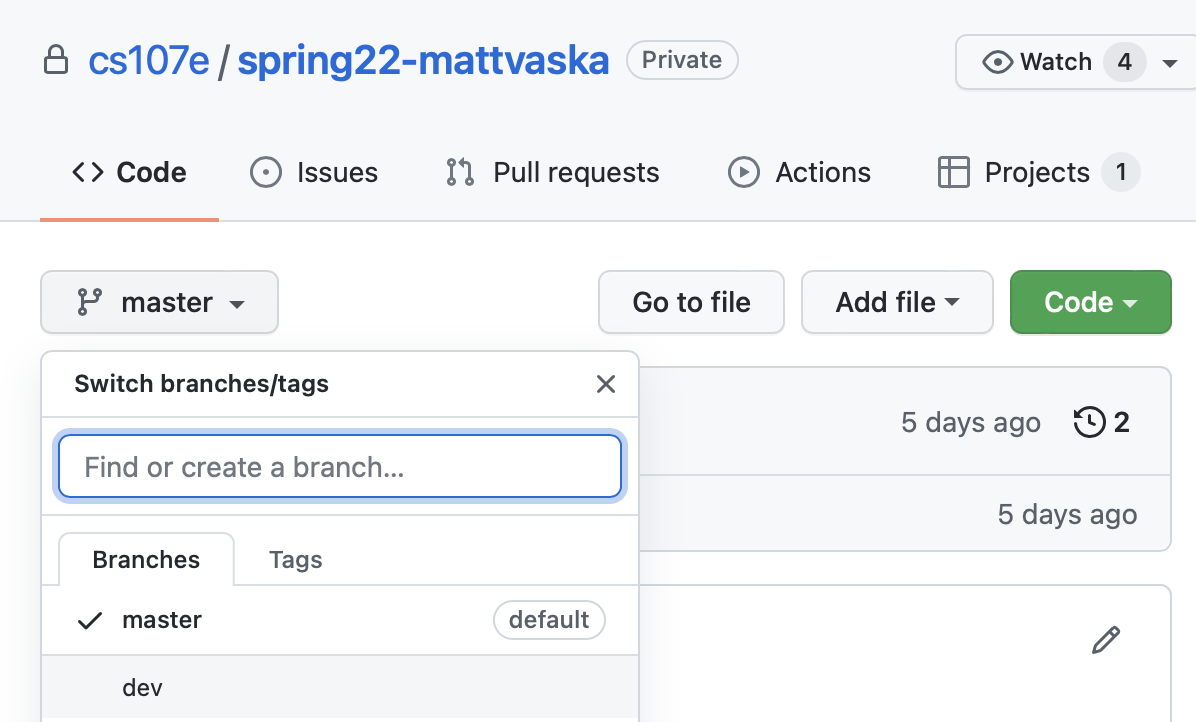 cs107e / spring22-mattvaska Private Watch 4
Code Issues Pull requests Actions Projects 1
master Go to file Add file Code
Switch branches/tags
5 days ago 2
Find or create a branch...
5 days ago
Branches Tags
master default
dev